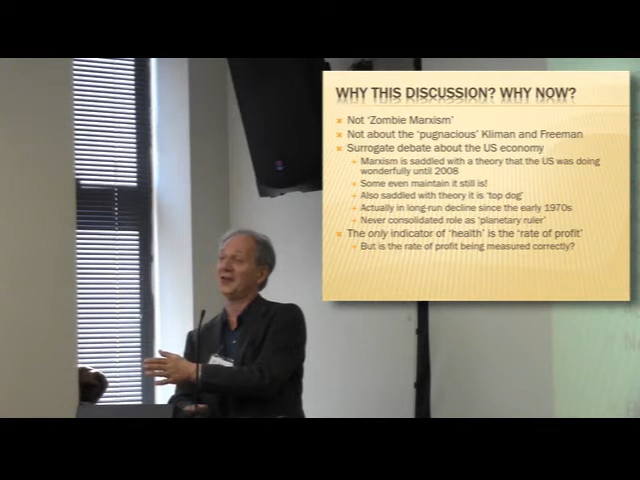 WHY THIS DISCUSSION? WHY NOW?
Not 'Zombie Marxism'
Not about the 'pugnacious' Kliman and Freeman
Surrogate debate about the US economy
Marxism is saddled with a theory that the US was doing
wonderfully until 2008
Some even maintain it still is!
Also saddled with theory it is 'top dog'
Actually in long-run decline since the early 1970s
Never consolidated role as 'planetary ruler'
The only indicator of 'health' is the 'rate of profit'
But is the rate of profit being measured correctly?